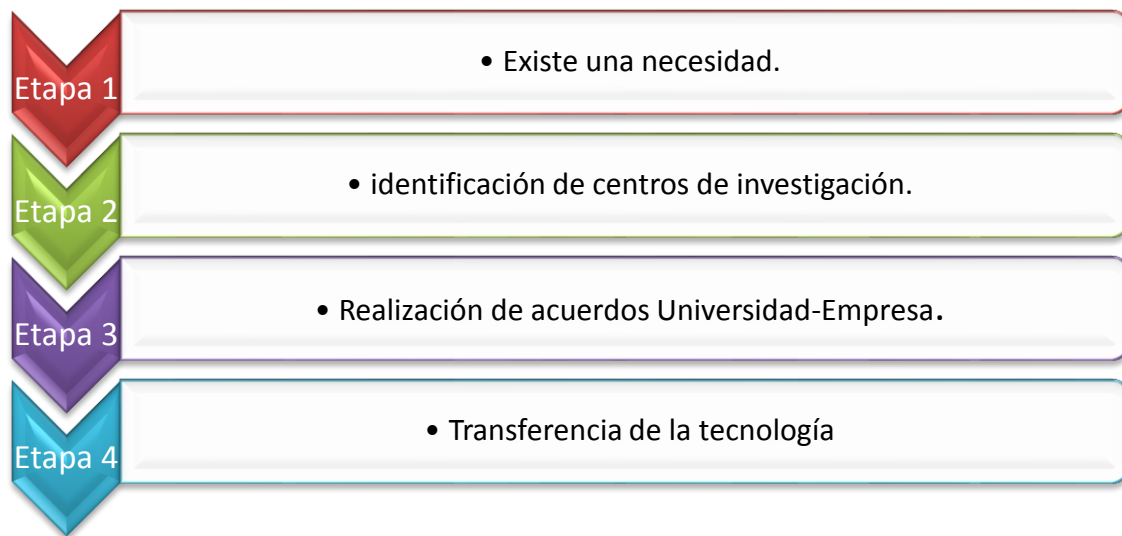 Etapa 1
• Existe una necesidad.
Etapa 2
• identificación de centros de investigación.
Etapa 3
• Realización de acuerdos Universidad-Empresa.
Etapa 4
• Transferencia de la tecnología